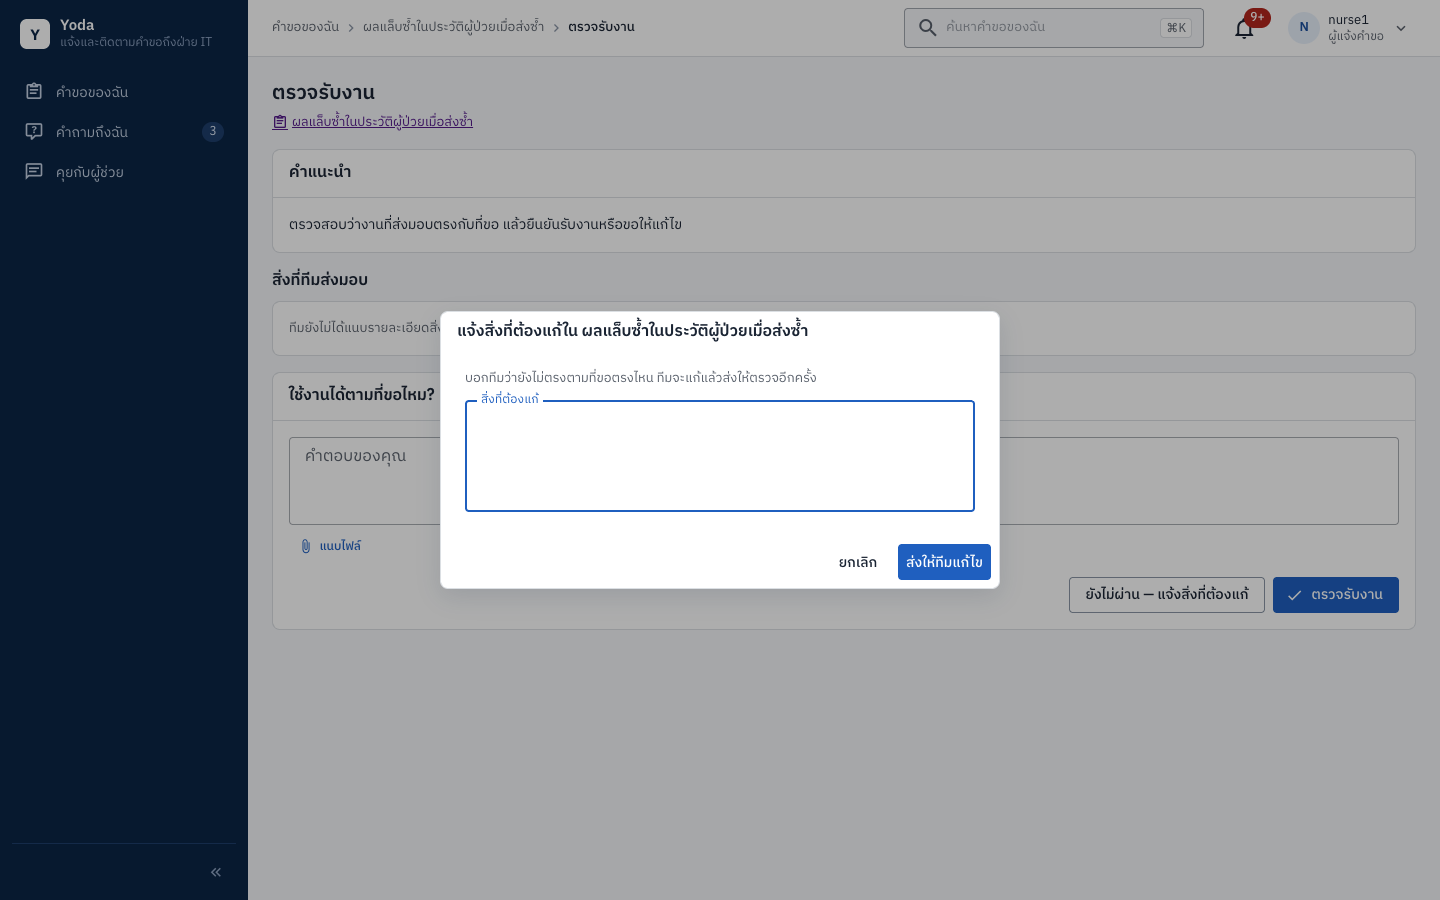 Y
Yoda
แจ้งและติดตามคำขอถึงฝ่าย IT
คำขอของฉัน
คำถามถึงฉัน
3
คุยกับผู้ช่วย
คำขอของฉัน
ผลแล็บซ้ำในประวัติผู้ป่วยเมื่อส่งซ้ำ
ตรวจรับงาน
ค้นหาคำขอของฉัน
⌘K
9+
N
nurse1
ผู้แจ้งคำขอ
ตรวจรับงาน
ผลแล็บซ้ำในประวัติผู้ป่วยเมื่อส่งซ้ำ
คำแนะนำ
ตรวจสอบว่างานที่ส่งมอบตรงกับที่ขอ แล้วยืนยันรับงานหรือขอให้แก้ไข
สิ่งที่ทีมส่งมอบ
ทีมยังไม่ได้แนบรายละเอียดสิ่
ใช้งานได้ตามที่ขอไหม?
คำตอบของคุณ
แนบไฟล์
ยังไม่ผ่าน — แจ้งสิ่งที่ต้องแก้
ตรวจรับงาน
แจ้งสิ่งที่ต้องแก้ใน ผลแล็บซ้ำในประวัติผู้ป่วยเมื่อส่งซ้ำ
บอกทีมว่ายังไม่ตรงตามที่ขอตรงไหน ทีมจะแก้แล้วส่งให้ตรวจอีกครั้ง
สิ่งที่ต้องแก้
ยกเลิก
ส่งให้ทีมแก้ไข